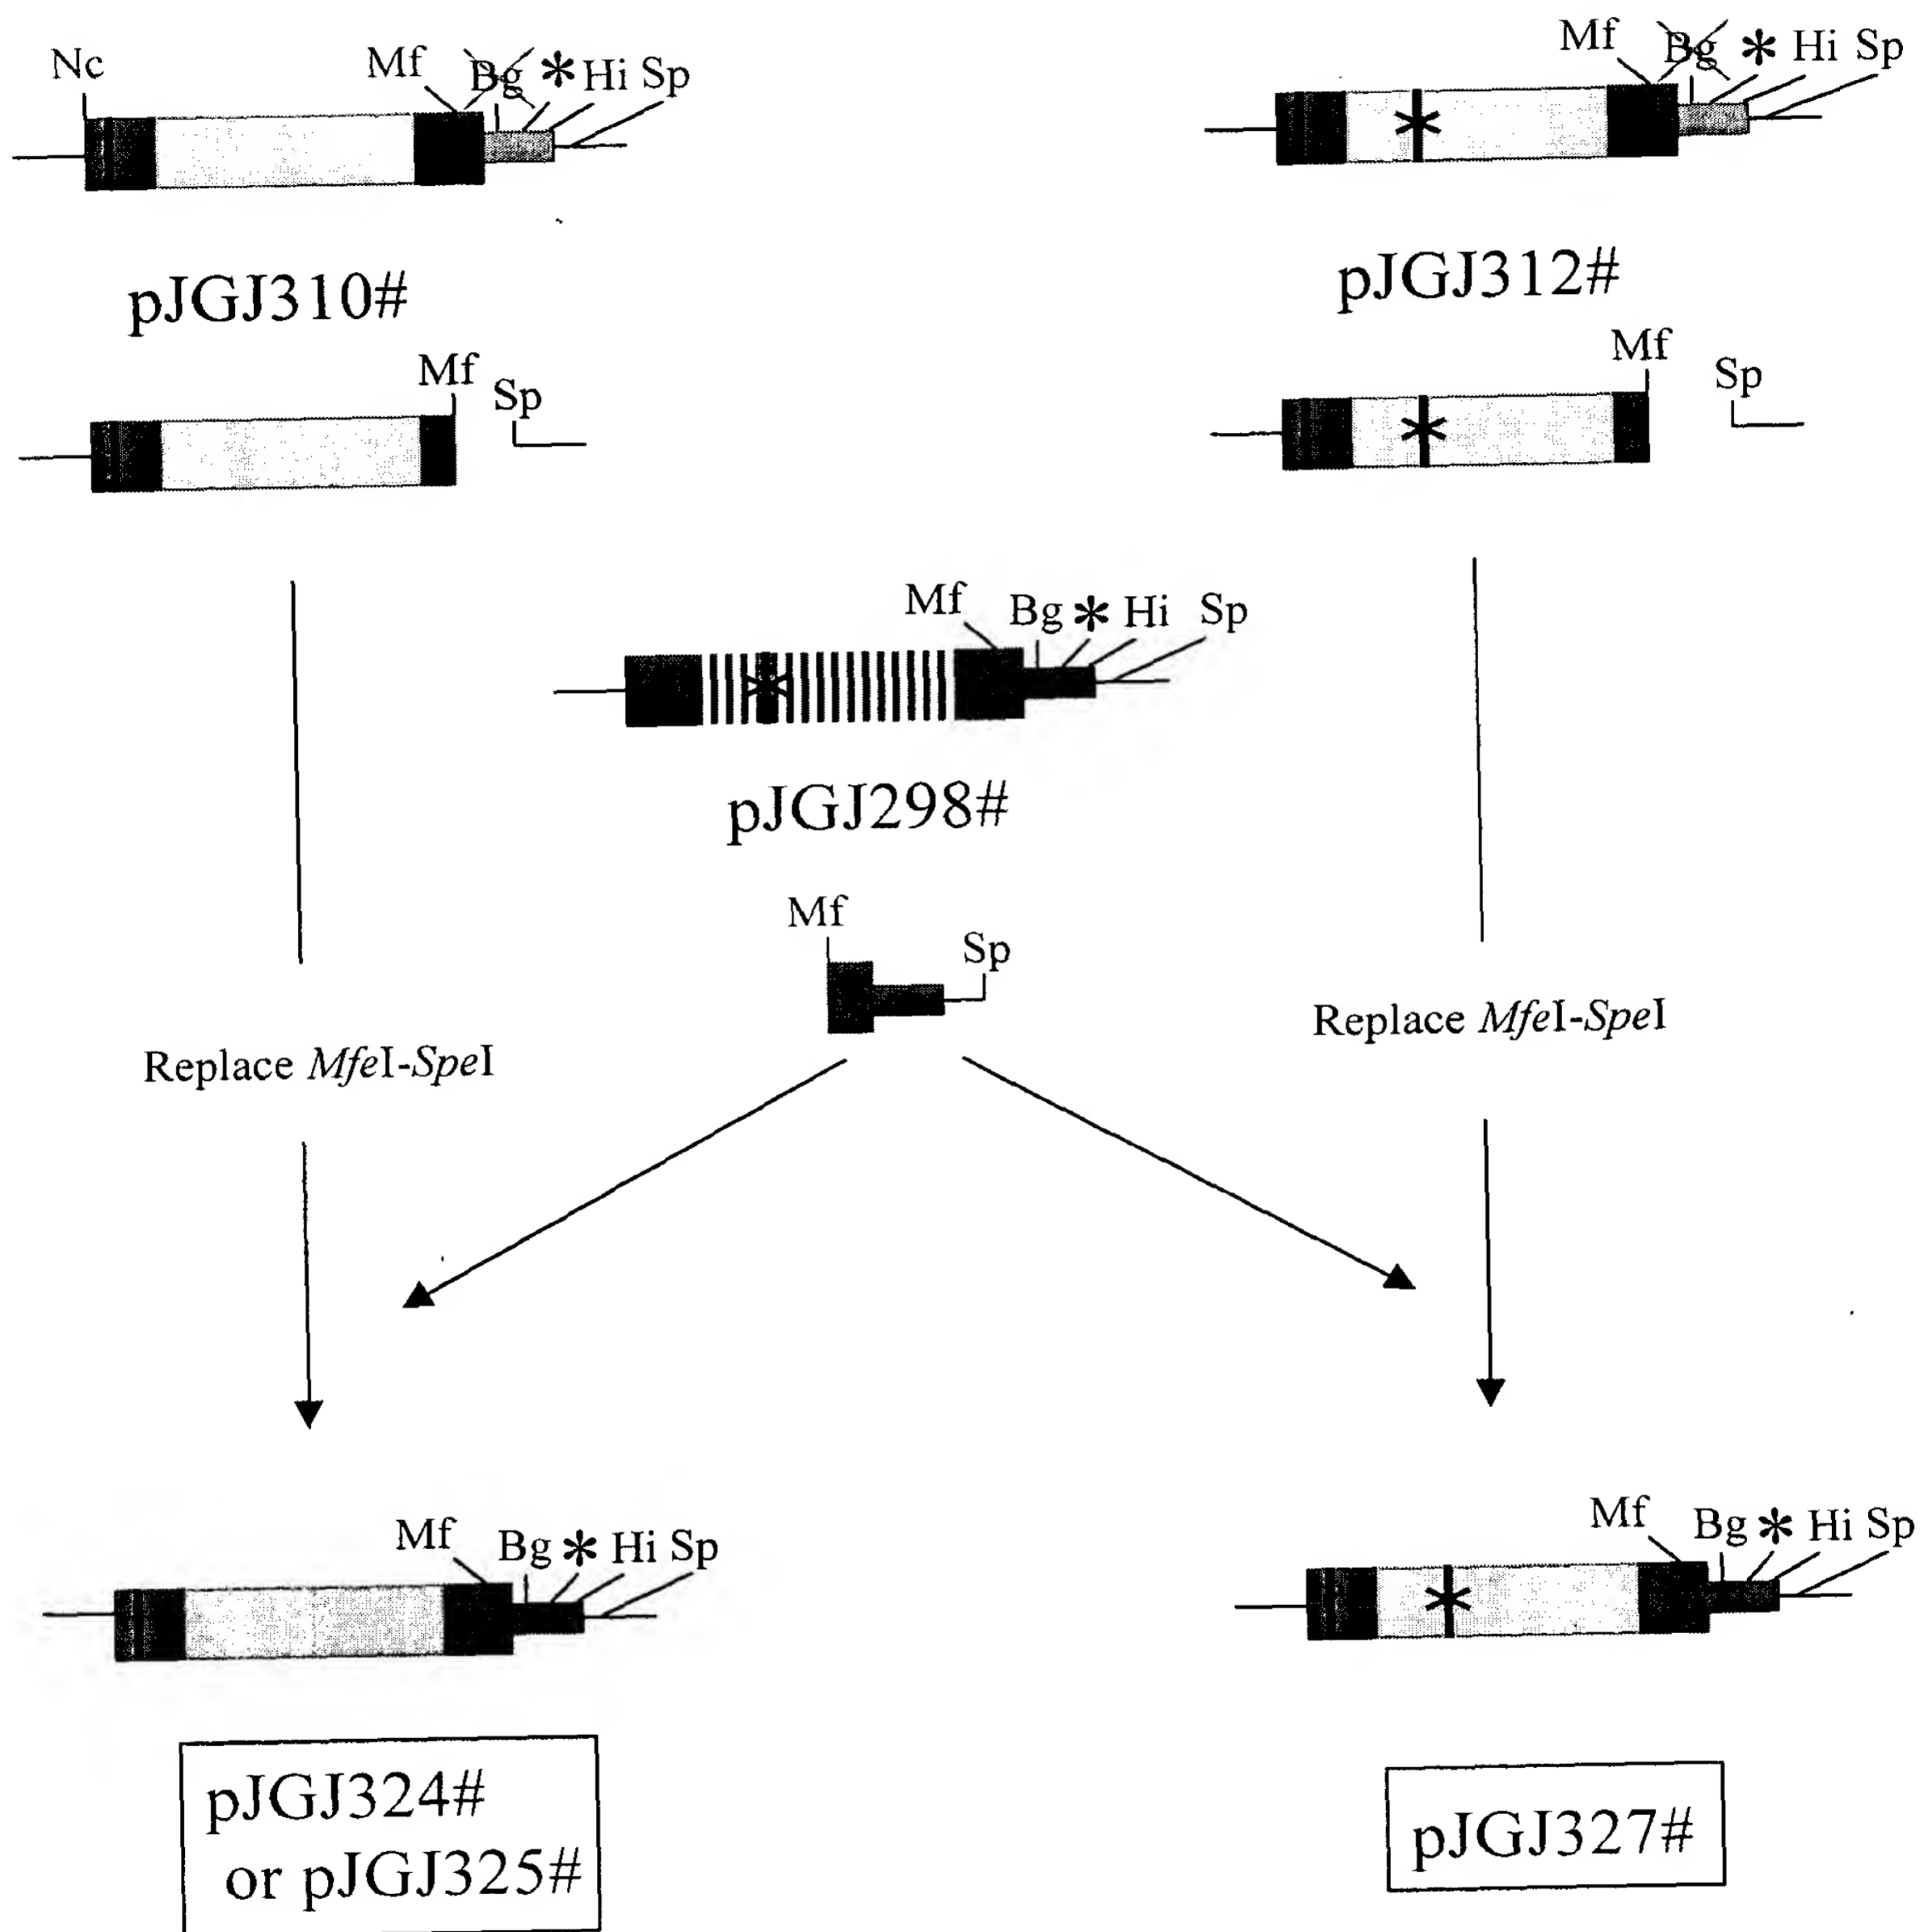 Nc Mf Bg * Hi Sp
Mf Bg * Hi Sp
*
pJGJ310#
pJGJ312#
Mf Sp
Mf Sp
*
Mf Bg * Hi Sp
*
pJGJ298#
Mf Sp
Replace MfeI-SpeI
Replace MfeI-SpeI
Mf Bg * Hi Sp
Mf Bg * Hi Sp
*
pJGJ324#
or pJGJ325#
pJGJ327#